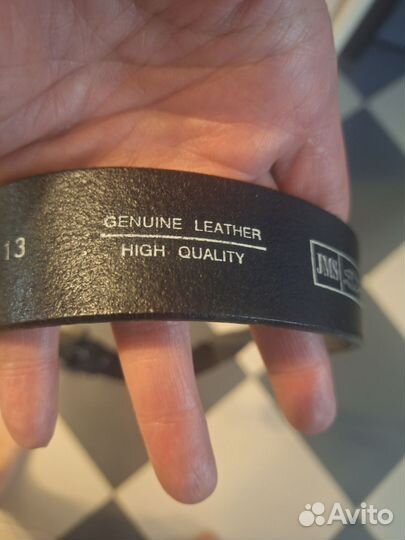 13
GENUINE LEATHER
HIGH QUALITY
JMS
Avito